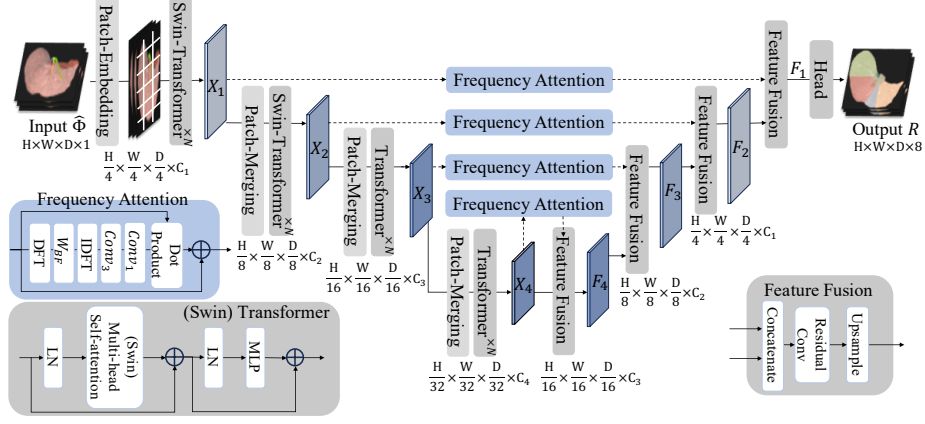 Input Φ̂
H×W×D×1
Patch-Embedding
H/4 × W/4 × D/4 ×C₁
Swin-Transformer ×N
X₁
Patch-Merging
Swin-Transformer ×N
H/8 × W/8 × D/8 ×C₂
X₂
Patch-Merging
Transformer ×N
H/16 × W/16 × D/16 ×C₃
X₃
Patch-Merging
Transformer ×N
H/32 × W/32 × D/32 ×C₄
X₄
Frequency Attention
Frequency Attention
Frequency Attention
Frequency Attention
Feature Fusion
H/16 × W/16 × D/16 ×C₃
F₄
Feature Fusion
H/8 × W/8 × D/8 ×C₂
F₃
Feature Fusion
H/4 × W/4 × D/4 ×C₁
F₂
Feature Fusion
F₁
Head
Output R
H×W×D×8
Frequency Attention
DFT
W_BF
IDFT
Conv₃
Conv₁
Dot
Product
(Swin) Transformer
LN
(Swin)
Multi-head
Self-attention
LN
MLP
Feature Fusion
Concatenate
Residual
Conv
Upsample